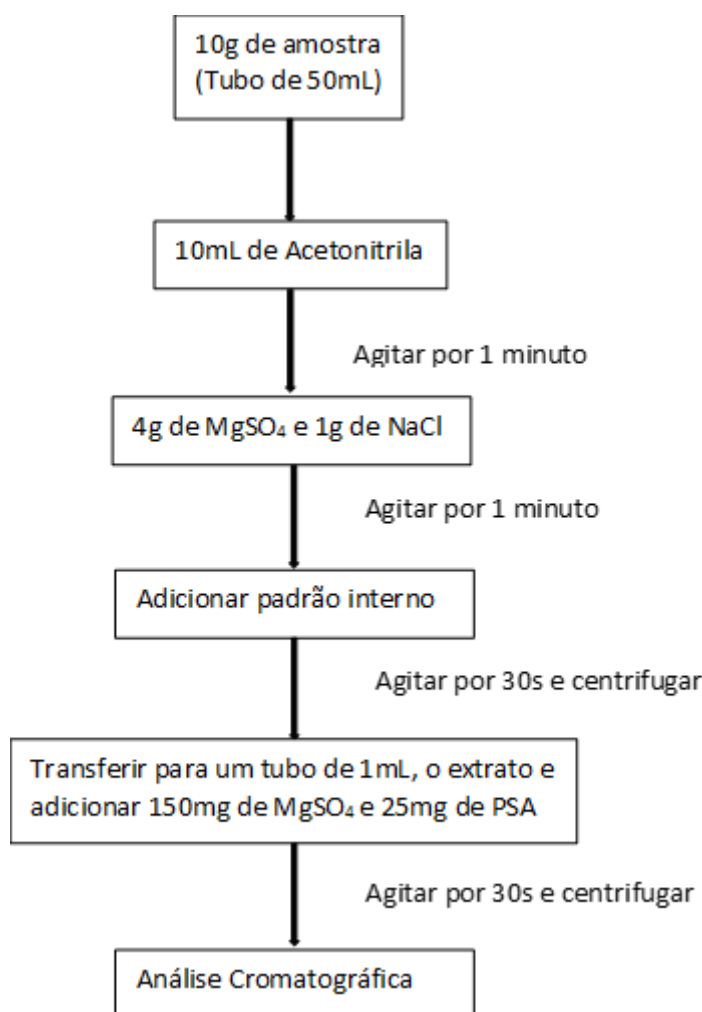 10g de amostra
(Tubo de 50mL)
10mL de Acetonitrila
Agitar por 1 minuto
4g de MgSO₄ e 1g de NaCl
Agitar por 1 minuto
Adicionar padrão interno
Agitar por 30s e centrifugar
Transferir para um tubo de 1mL, o extrato e
adicionar 150mg de MgSO₄ e 25mg de PSA
Agitar por 30s e centrifugar
Análise Cromatográfica